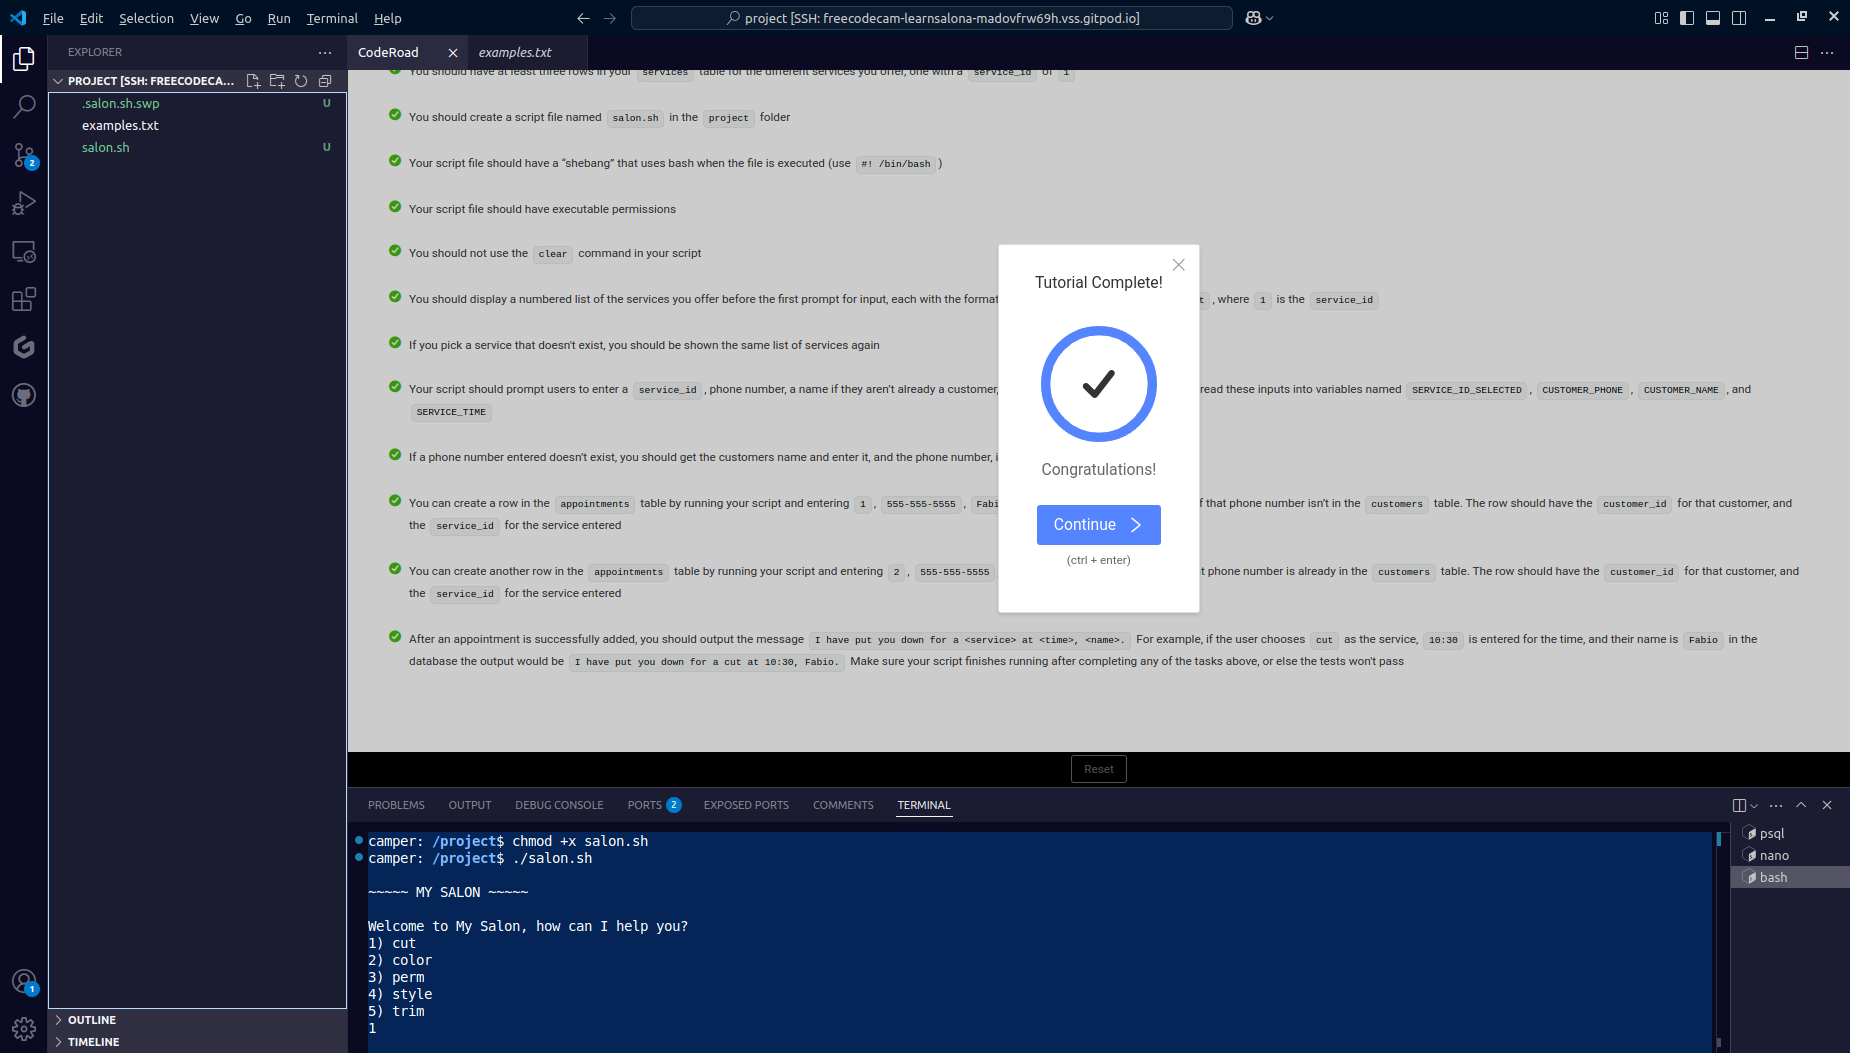 File Edit Selection View Go Run Terminal Help
project [SSH: freecodecam-learnsalona-madovfrw69h.vss.gitpod.io]
EXPLORER
CodeRoad
examples.txt
PROJECT [SSH: FREECODECA...
.salon.sh.swp U
examples.txt
salon.sh U
2
1
OUTLINE
TIMELINE
You should have at least three rows in your services table for the different services you offer, one with a service_id of 1
You should create a script file named salon.sh in the project folder
Your script file should have a “shebang” that uses bash when the file is executed (use #! /bin/bash )
Your script file should have executable permissions
You should not use the clear command in your script
You should display a numbered list of the services you offer before the first prompt for input, each with the format t , where 1 is the service_id
If you pick a service that doesn't exist, you should be shown the same list of services again
Your script should prompt users to enter a service_id , phone number, a name if they aren’t already a customer, read these inputs into variables named SERVICE_ID_SELECTED , CUSTOMER_PHONE , CUSTOMER_NAME , and
SERVICE_TIME
If a phone number entered doesn’t exist, you should get the customers name and enter it, and the phone number, i
You can create a row in the appointments table by running your script and entering 1 , 555-555-5555 , Fabi f that phone number isn’t in the customers table. The row should have the customer_id for that customer, and
the service_id for the service entered
You can create another row in the appointments table by running your script and entering 2 , 555-555-5555 , t phone number is already in the customers table. The row should have the customer_id for that customer, and
the service_id for the service entered
After an appointment is successfully added, you should output the message I have put you down for a <service> at <time>, <name>. For example, if the user chooses cut as the service, 10:30 is entered for the time, and their name is Fabio in the
database the output would be I have put you down for a cut at 10:30, Fabio. Make sure your script finishes running after completing any of the tasks above, or else the tests won't pass
Tutorial Complete!
Congratulations!
Continue
(ctrl + enter)
Reset
PROBLEMS OUTPUT DEBUG CONSOLE PORTS 2 EXPOSED PORTS COMMENTS TERMINAL
camper: /project$ chmod +x salon.sh
camper: /project$ ./salon.sh
~~~~~ MY SALON ~~~~~
Welcome to My Salon, how can I help you?
1) cut
2) color
3) perm
4) style
5) trim
1
psql
nano
bash